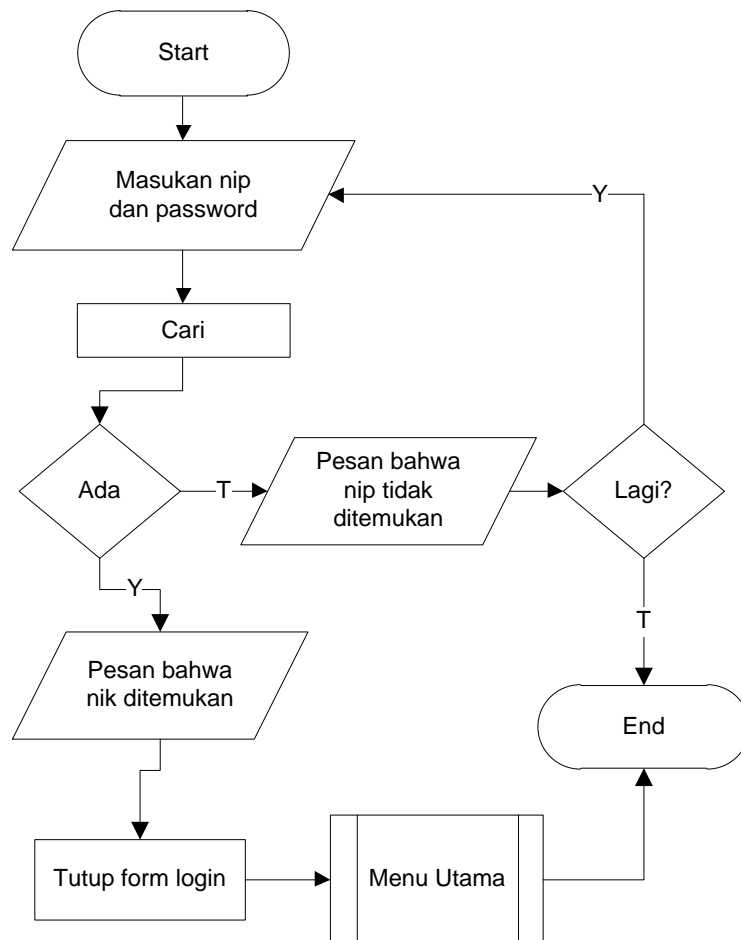 Start
Masukan nip
dan password
Y
Cari
Ada
T
Pesan bahwa
nip tidak
ditemukan
Lagi?
Y
T
Pesan bahwa
nik ditemukan
End
Tutup form login
Menu Utama